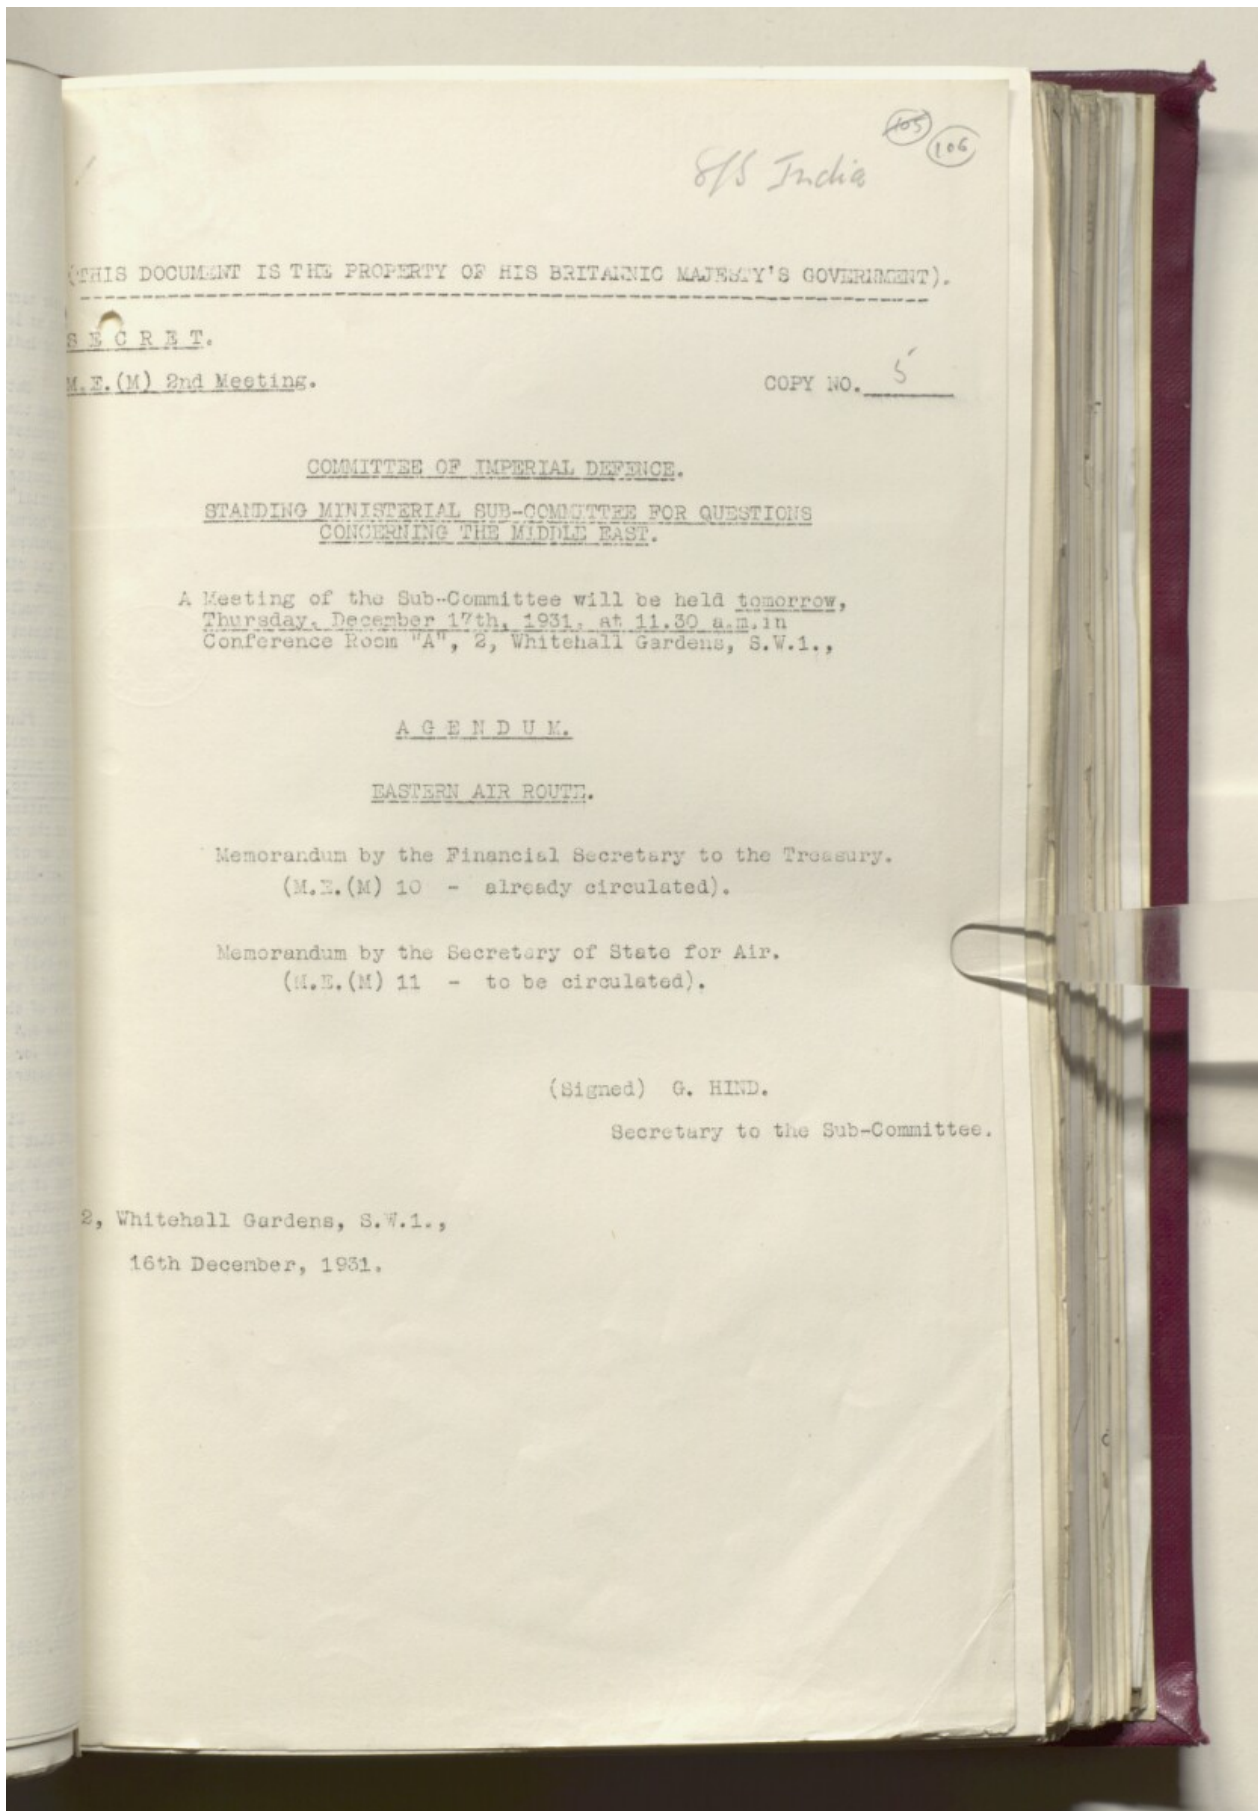 105
106
S/S India
(THIS DOCUMENT IS THE PROPERTY OF HIS BRITANNIC MAJESTY'S GOVERNMENT).
SECRET.
M.E.(M) 2nd Meeting.
COPY NO. 5
COMMITTEE OF IMPERIAL DEFENCE.
STANDING MINISTERIAL SUB-COMMITTEE FOR QUESTIONS
CONCERNING THE MIDDLE EAST.
A Meeting of the Sub-Committee will be held tomorrow,
Thursday, December 17th, 1931, at 11.30 a.m. in
Conference Room "A", 2, Whitehall Gardens, S.W.1.,
AGENDUM.
EASTERN AIR ROUTE.
Memorandum by the Financial Secretary to the Treasury.
(M.E.(M) 10 - already circulated).
Memorandum by the Secretary of State for Air.
(M.E.(M) 11 - to be circulated).
(Signed) G. HIND.
Secretary to the Sub-Committee.
2, Whitehall Gardens, S.W.1.,
16th December, 1931.